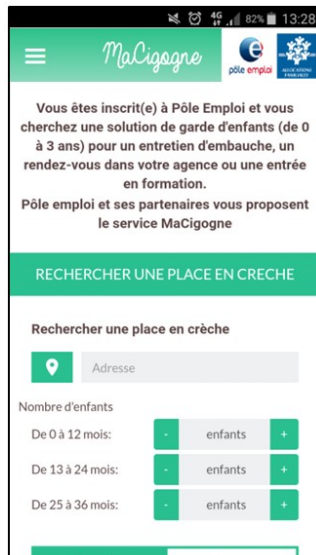 4G 82% 13:28
MaCigogne
pôle emploi
ALLOCATIONS
FAMILIALES
Vous êtes inscrit(e) à Pôle Emploi et vous
cherchez une solution de garde d'enfants (de 0
à 3 ans) pour un entretien d'embauche, un
rendez-vous dans votre agence ou une entrée
en formation.
Pôle emploi et ses partenaires vous proposent
le service MaCigogne
RECHERCHER UNE PLACE EN CRECHE
Rechercher une place en crèche
Adresse
Nombre d'enfants
De 0 à 12 mois: - enfants +
De 13 à 24 mois: - enfants +
De 25 à 36 mois: - enfants +